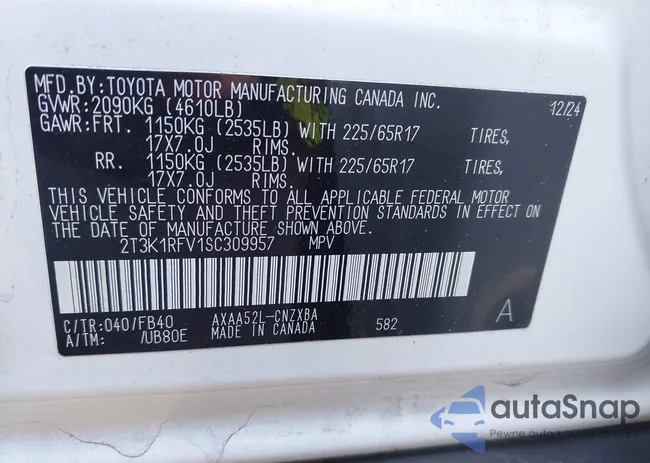 MFD.BY:TOYOTA MOTOR MANUFACTURING CANADA INC.
GVWR:2090KG (4610LB) 12/24
GAWR:FRT. 1150KG (2535LB) WITH 225/65R17 TIRES,
17X7.0J RIMS.
RR. 1150KG (2535LB) WITH 225/65R17 TIRES,
17X7.0J RIMS.
THIS VEHICLE CONFORMS TO ALL APPLICABLE FEDERAL MOTOR
VEHICLE SAFETY AND THEFT PREVENTION STANDARDS IN EFFECT ON
THE DATE OF MANUFACTURE SHOWN ABOVE.
2T3K1RFV1SC309957 MPV
C/TR:040/FB40 AXAA52L-CNZXBA
A/TM: /UB80E MADE IN CANADA 582
A
autoSnap
Pewne auto